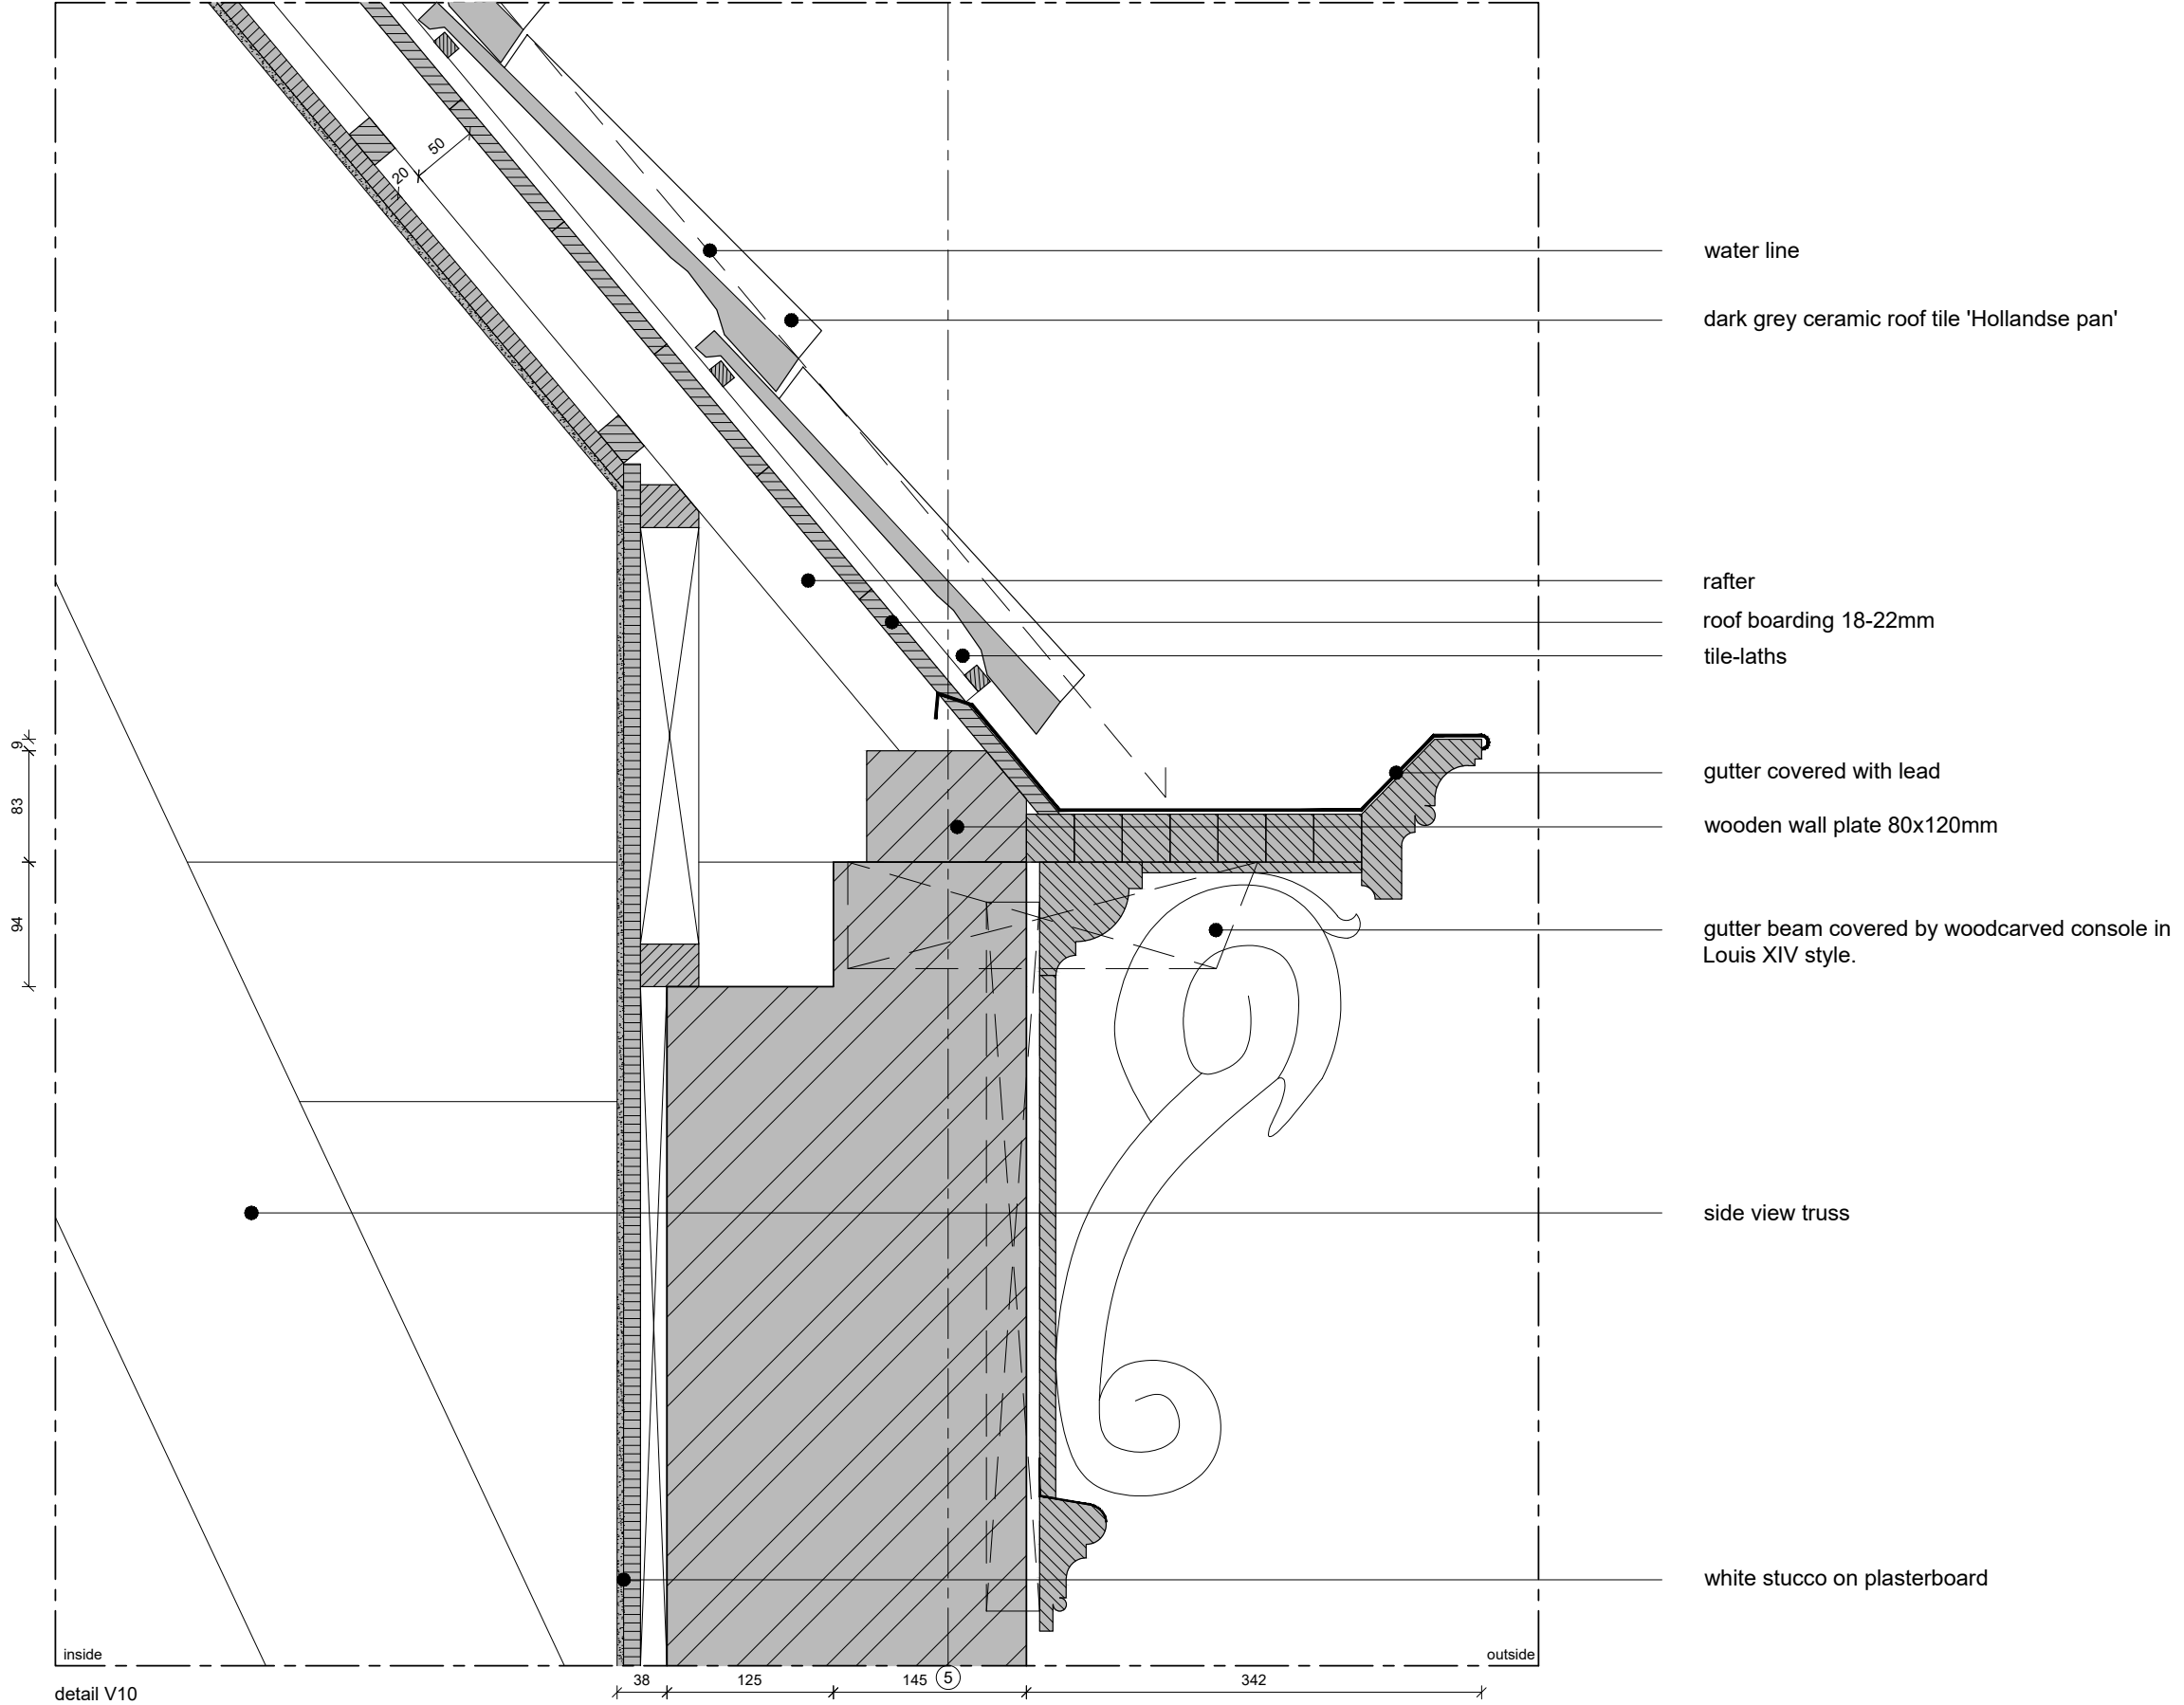 50
20
water line
dark grey ceramic roof tile 'Hollandse pan'
rafter
roof boarding 18-22mm
tile-laths
9
83
94
gutter covered with lead
wooden wall plate 80x120mm
gutter beam covered by woodcarved console in
Louis XIV style.
side view truss
white stucco on plasterboard
inside
outside
38
125
145
5
342
detail V10